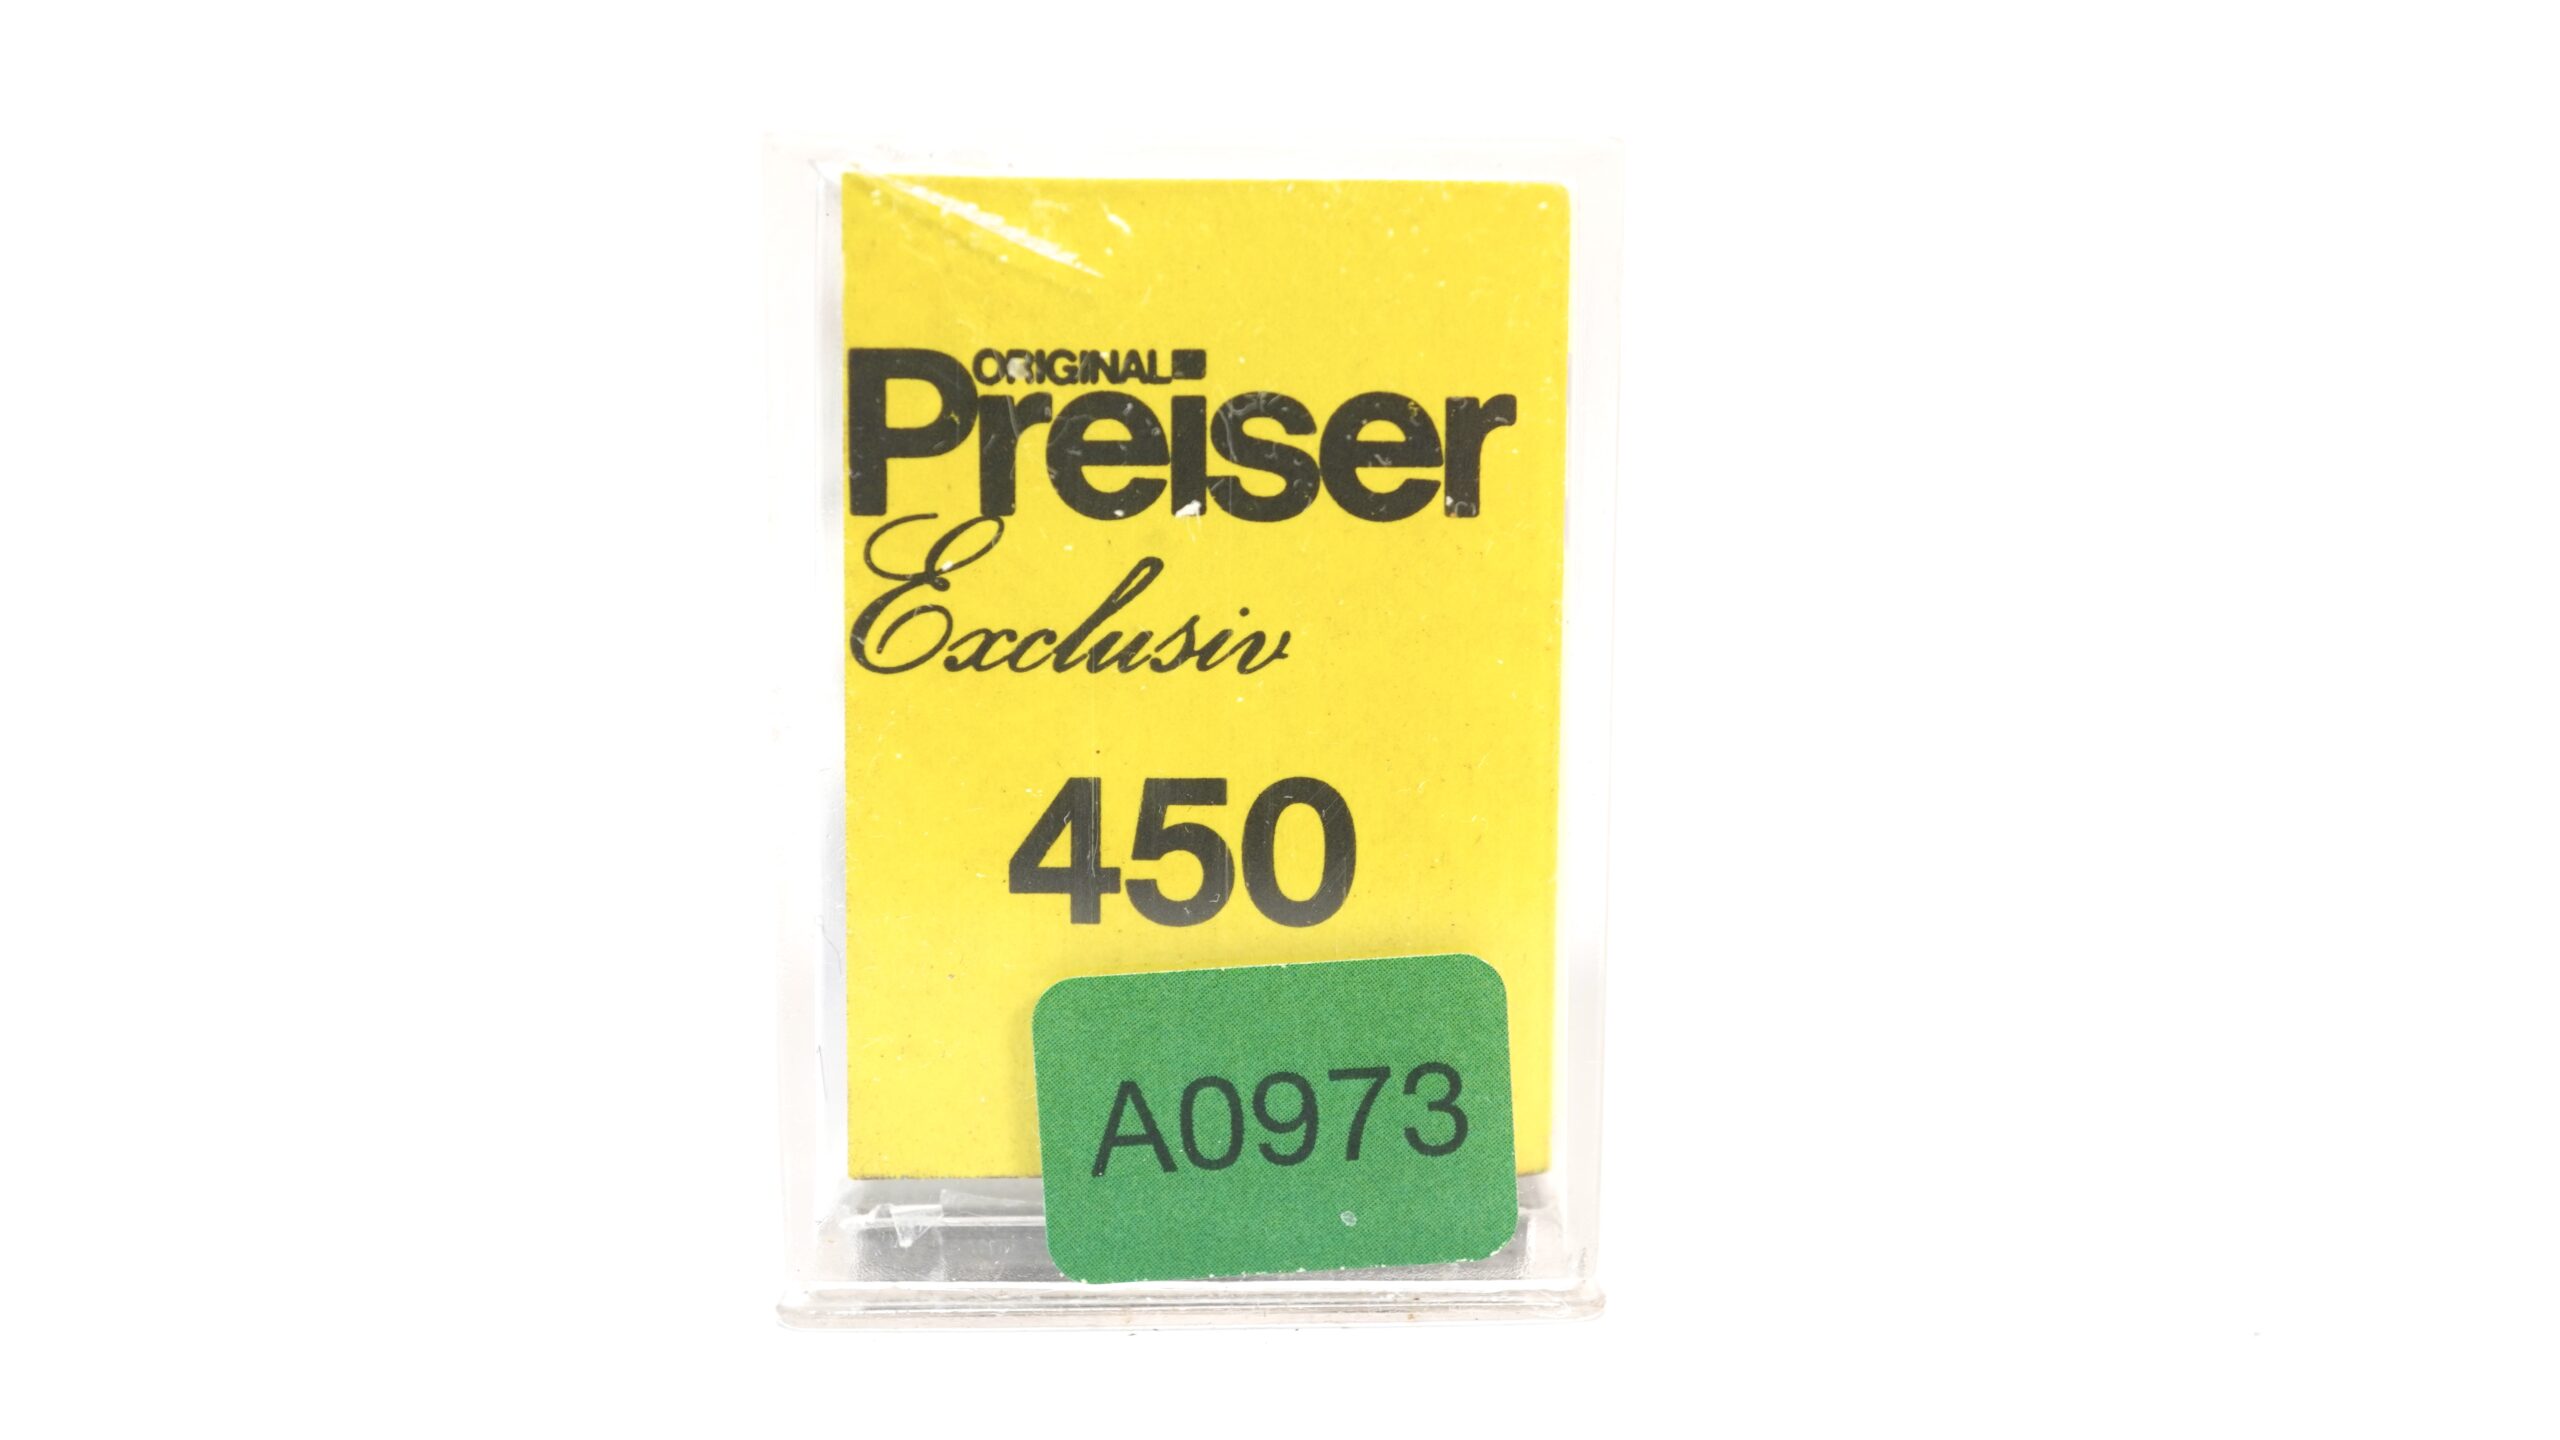 ORIGINAL
Preiser
Exclusiv
450
A0973